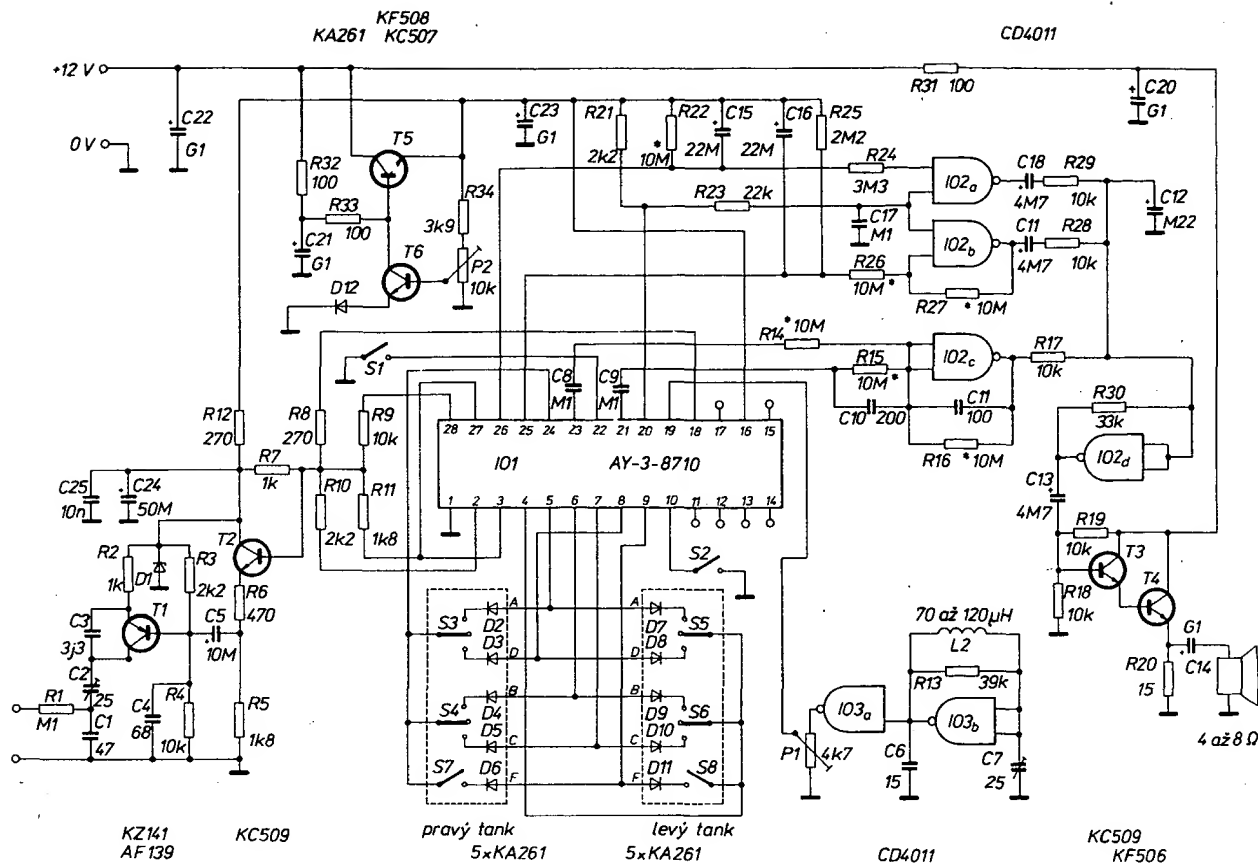 KF508
KA261 KC507
CD4011
+12 V
0 V
C22
G1
R32
100
R33
100
C21
G1
T5
T6
D12
R34
3k9
P2
10k
C23
G1
R21
2k2
R22
* 10M
C15
22M
C16
22M
R25
2M2
R31 100
C20
G1
R24
3M3
R23 22k
C17
M1
R26
10M *
R27 * 10M
IO2a
IO2b
C18
4M7
R29
10k
C11
4M7
R28
10k
C12
M22
S1
R14 * 10M
C8
M1
C9
M1
R15
10M *
C10 200
C11
100
R16 * 10M
IO2c
R17
10k
R30
33k
IO2d
C13
4M7
R19
10k
R18
10k
T3
T4
G1
C14
R20
15
4 až 8 Ω
R12
270
R8
270
R9
10k
R7
1k
R10
2k2
R11
1k8
C25
10n
C24
50M
28 27 26 25 24 23 22 21 20 19 18 17 16 15
IO1 AY-3-8710
1 2 3 4 5 6 7 8 9 10 11 12 13 14
R2
1k
D1
R3
2k2
T2
R6
470
T1
C3
3j3
C5
10M
C2
25
R1
M1
C1
47
C4
68
R4
10k
R5
1k8
S2
S3
D2 A
D3 D
S4
D4 B
D5 C
S7
D6 F
A D7
D D8
S5
B D9
C D10
S6
F D11
S8
70 až 120µH
L2
R13 39k
IO3a
IO3b
P1 4k7
C6
15
C7
25
pravý tank
5xKA261
levý tank
5xKA261
KZ141
AF139
KC509
CD4011
KC509
KF506